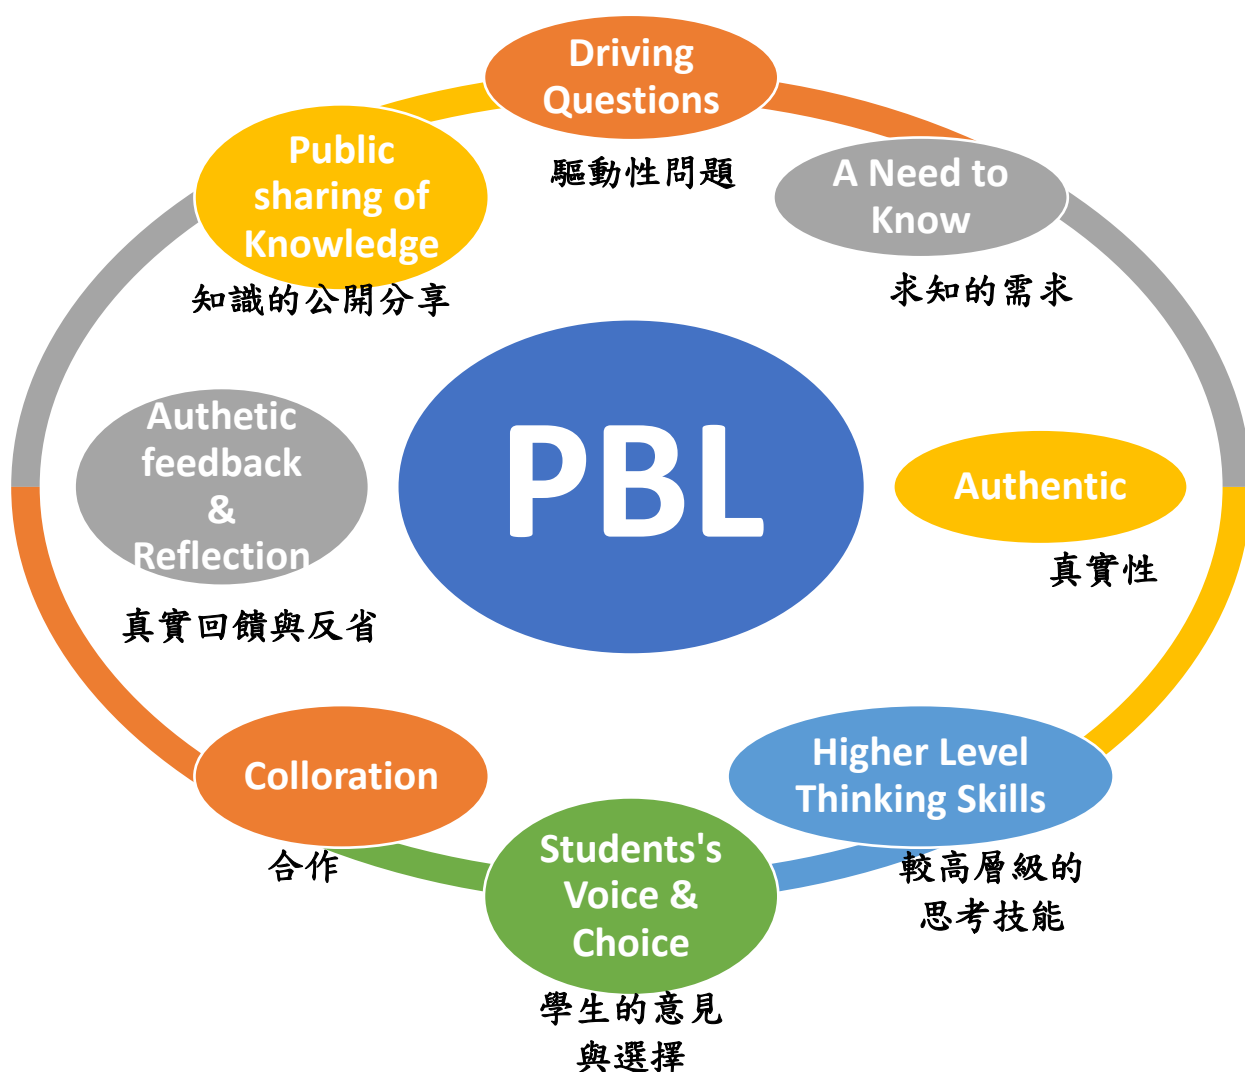 Driving
Questions
驅動性問題
A Need to
Know
求知的需求
Authentic
真實性
Higher Level
Thinking Skills
較高層級的
思考技能
Students's
Voice &
Choice
學生的意見
與選擇
Colloration
合作
Authetic
feedback
&
Reflection
真實回饋與反省
Public
sharing of
Knowledge
知識的公開分享
PBL